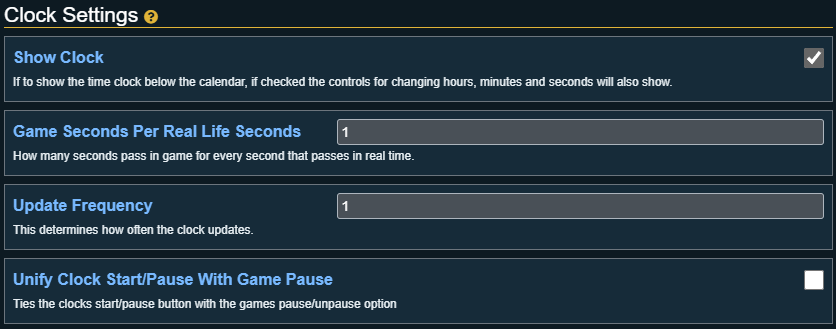 Clock Settings ?
Show Clock
If to show the time clock below the calendar, if checked the controls for changing hours, minutes and seconds will also show.
Game Seconds Per Real Life Seconds 1
How many seconds pass in game for every second that passes in real time.
Update Frequency 1
This determines how often the clock updates.
Unify Clock Start/Pause With Game Pause
Ties the clocks start/pause button with the games pause/unpause option